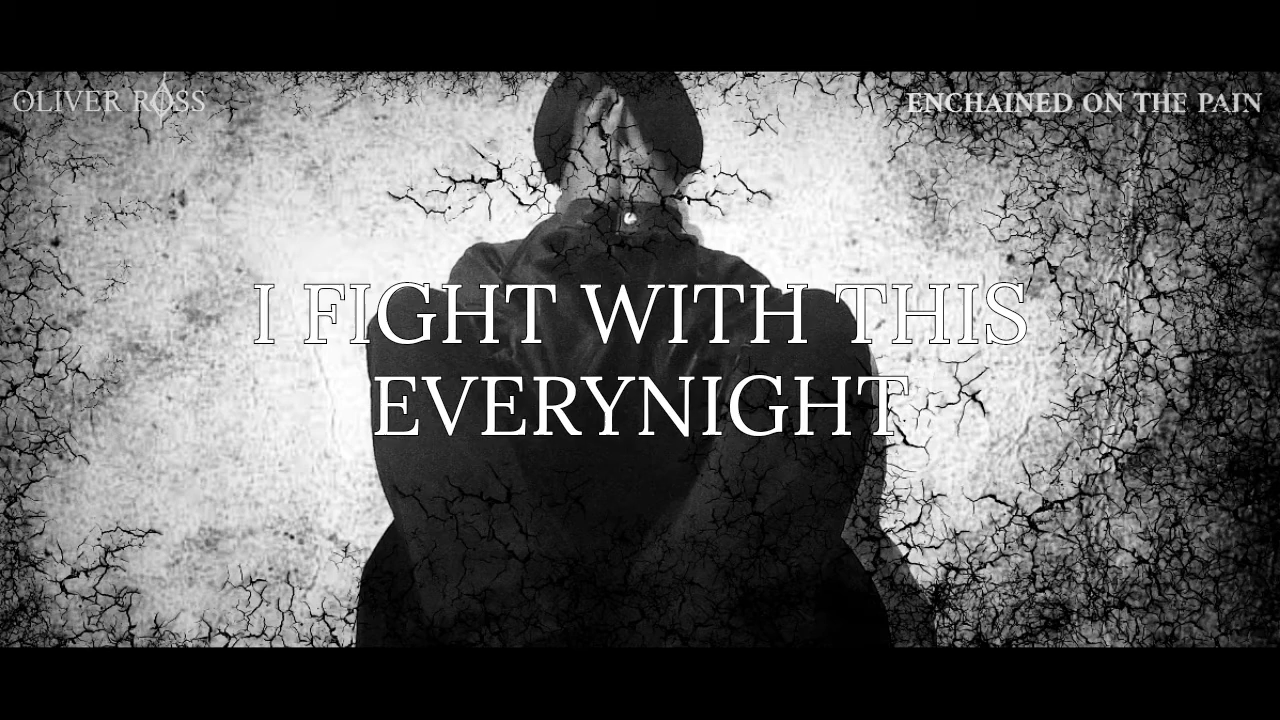 OLIVER ROSS
ENCHAINED ON THE PAIN
I FIGHT WITH THIS
EVERYNIGHT